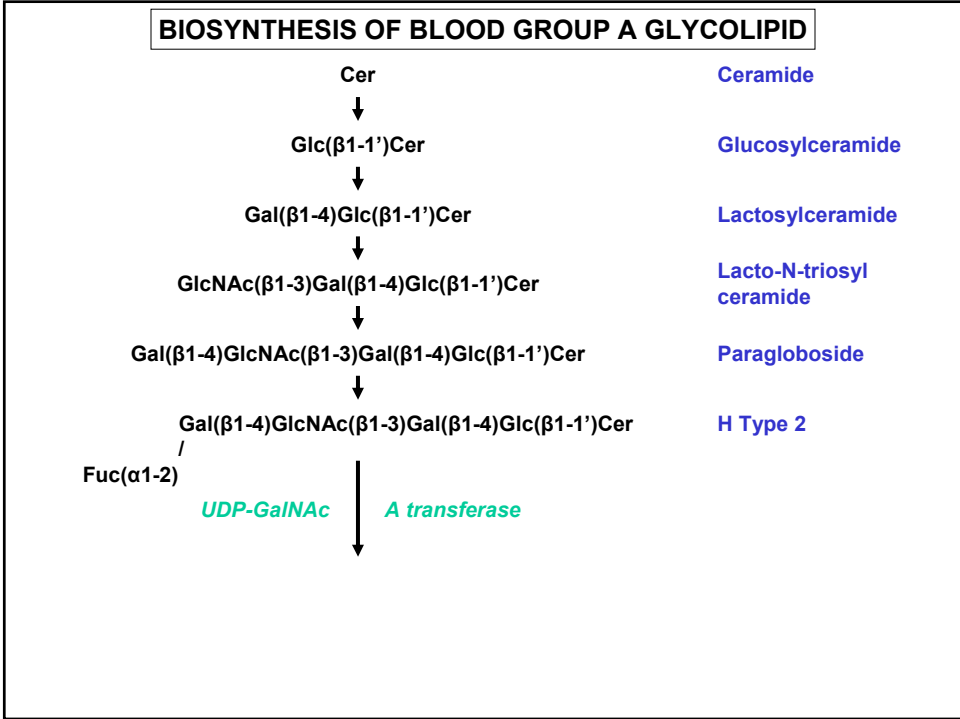 BIOSYNTHESIS OF BLOOD GROUP A GLYCOLIPID
Cer Ceramide
Glc(β1-1’)Cer Glucosylceramide
Gal(β1-4)Glc(β1-1’)Cer Lactosylceramide
GlcNAc(β1-3)Gal(β1-4)Glc(β1-1’)Cer Lacto-N-triosyl
ceramide
Gal(β1-4)GlcNAc(β1-3)Gal(β1-4)Glc(β1-1’)Cer Paragloboside
Gal(β1-4)GlcNAc(β1-3)Gal(β1-4)Glc(β1-1’)Cer H Type 2
/
Fuc(α1-2)
UDP-GalNAc A transferase